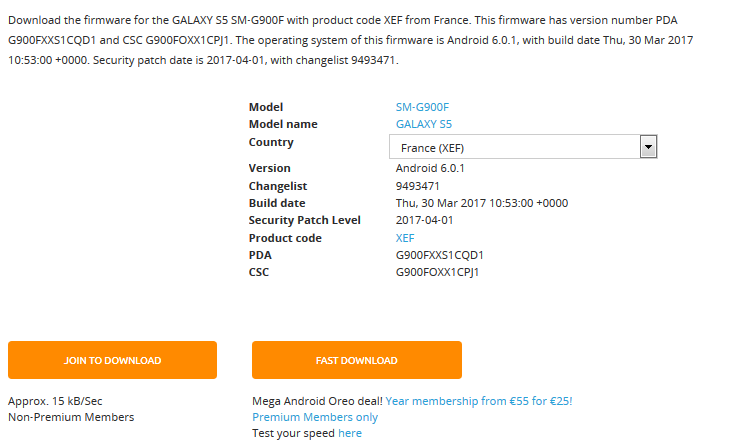 Download the firmware for the GALAXY S5 SM-G900F with product code XEF from France. This firmware has version number PDA
G900FXXS1CQD1 and CSC G900FOXX1CPJ1. The operating system of this firmware is Android 6.0.1, with build date Thu, 30 Mar 2017
10:53:00 +0000. Security patch date is 2017-04-01, with changelist 9493471.
Model SM-G900F
Model name GALAXY S5
Country France (XEF)
Version Android 6.0.1
Changelist 9493471
Build date Thu, 30 Mar 2017 10:53:00 +0000
Security Patch Level 2017-04-01
Product code XEF
PDA G900FXXS1CQD1
CSC G900FOXX1CPJ1
JOIN TO DOWNLOAD
Approx. 15 kB/Sec
Non-Premium Members
FAST DOWNLOAD
Mega Android Oreo deal! Year membership from €55 for €25!
Premium Members only
Test your speed here